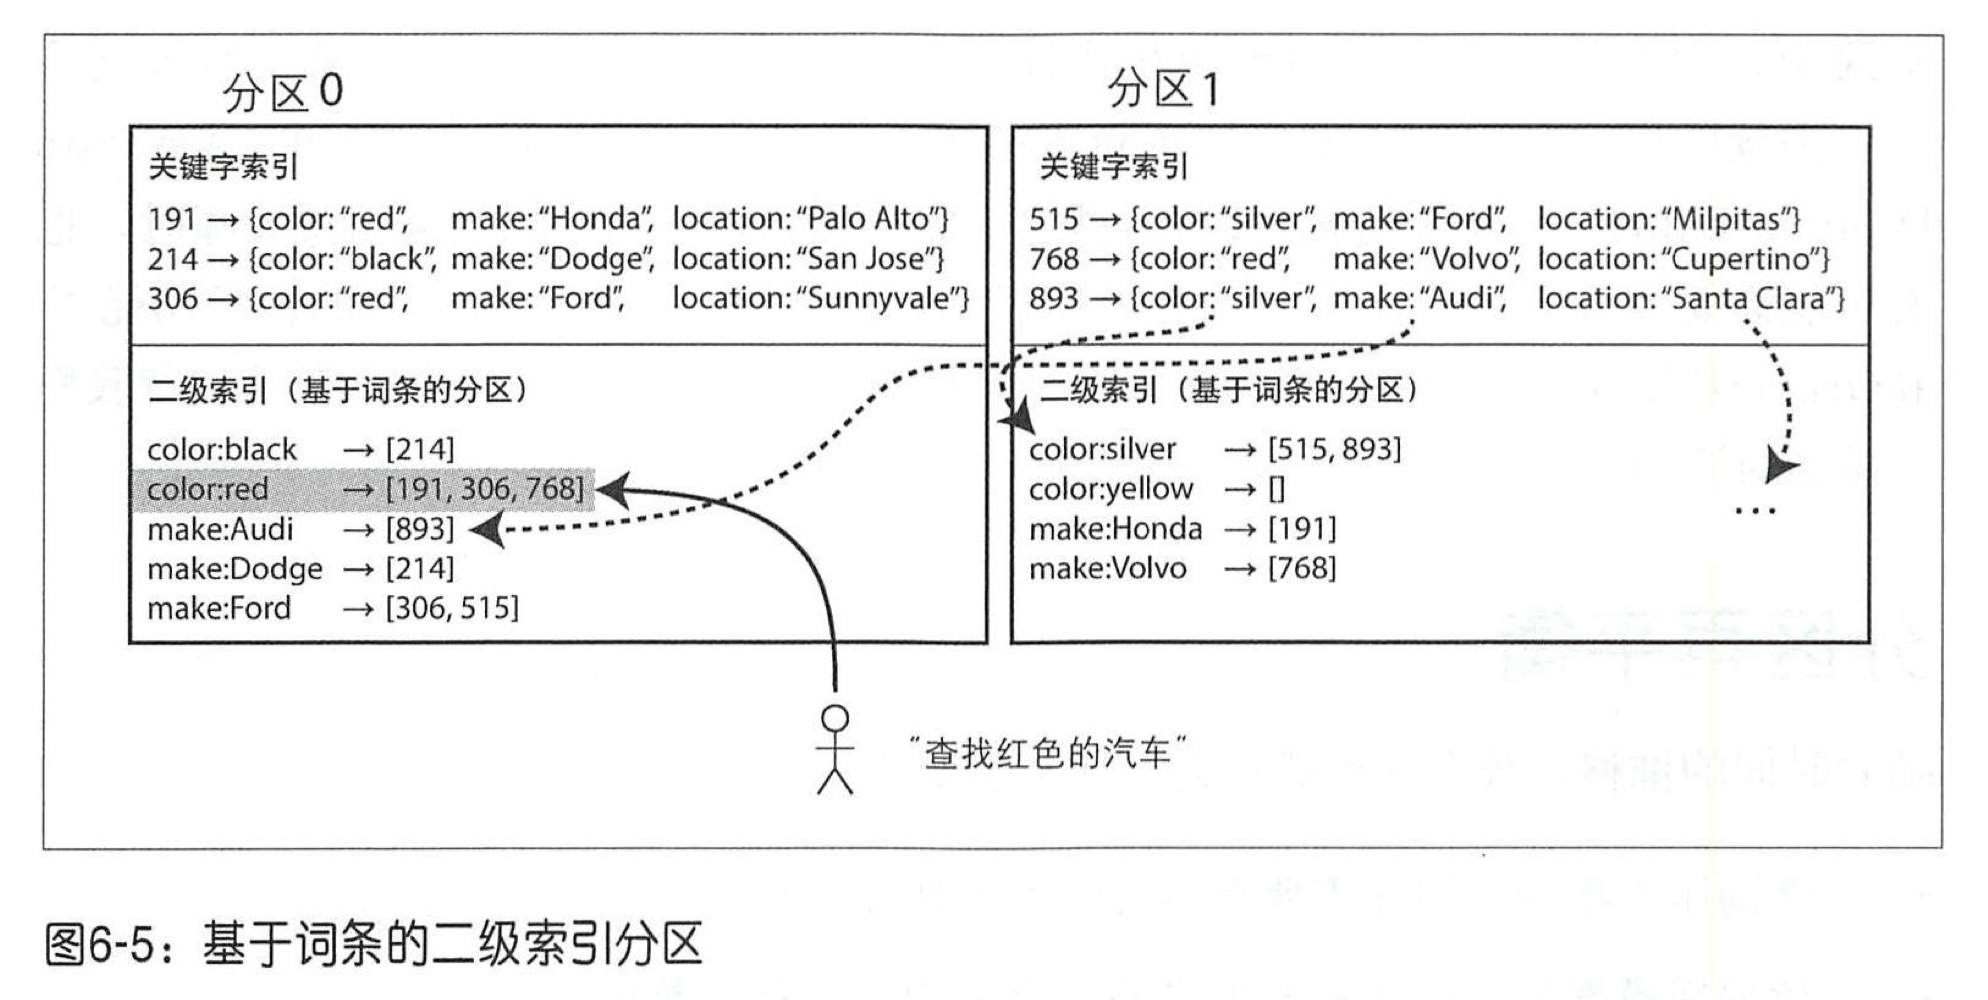 分区0
关键字索引
191 → {color: “red”, make: “Honda”, location: “Palo Alto”}
214 → {color: “black”, make: “Dodge”, location: “San Jose”}
306 → {color: “red”, make: “Ford”, location: “Sunnyvale”}
二级索引（基于词条的分区）
color:black → [214]
color:red → [191, 306, 768]
make:Audi → [893]
make:Dodge → [214]
make:Ford → [306, 515]
分区1
关键字索引
515 → {color: “silver”, make: “Ford”, location: “Milpitas”}
768 → {color: “red”, make: “Volvo”, location: “Cupertino”}
893 → {color: “silver”, make: “Audi”, location: “Santa Clara”}
二级索引（基于词条的分区）
color:silver → [515, 893]
color:yellow → []
make:Honda → [191]
make:Volvo → [768]
...
"查找红色的汽车"
图6-5：基于词条的二级索引分区